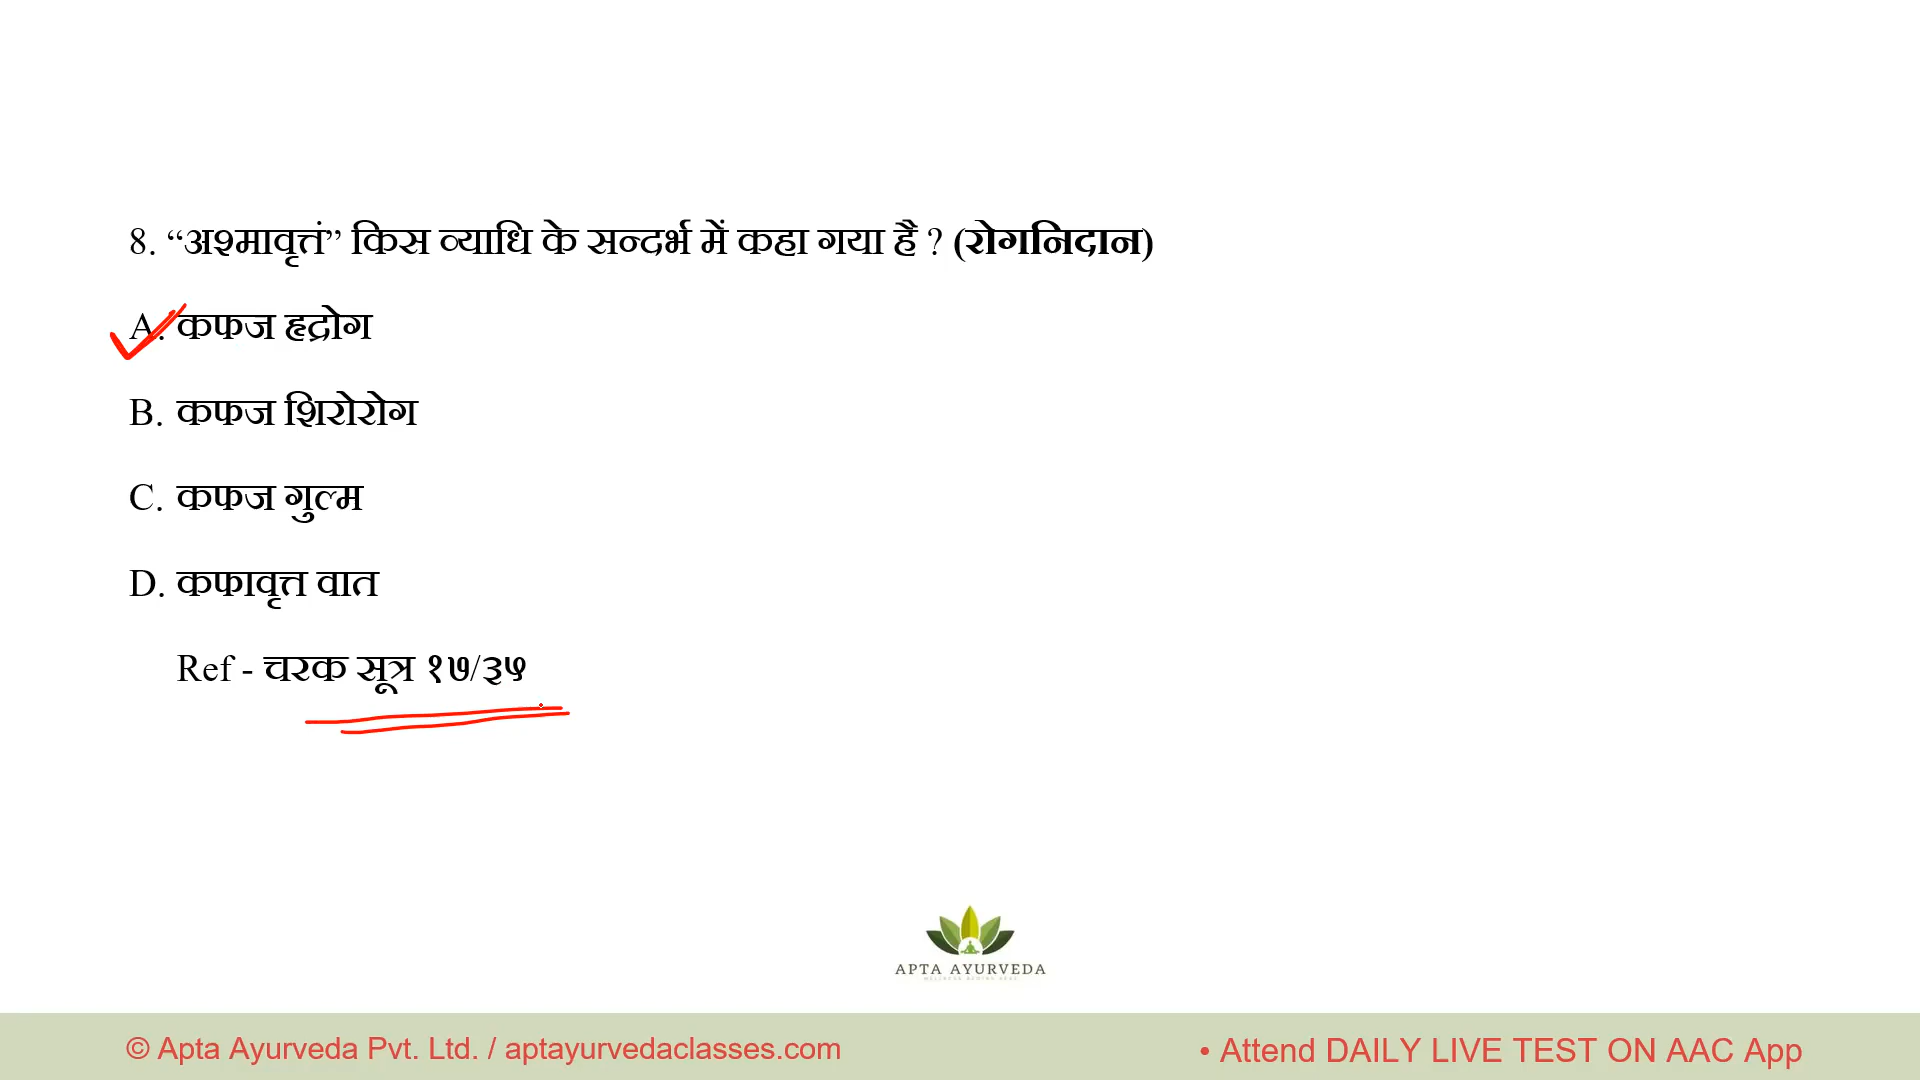 8. “अश्मावृत्तं” किस व्याधि के सन्दर्भ में कहा गया है ? (रोगनिदान)
A. कफज हृद्रोग
B. कफज शिरोरोग
C. कफज गुल्म
D. कफावृत्त वात
Ref - चरक सूत्र १७/३५
APTA AYURVEDA
© Apta Ayurveda Pvt. Ltd. / aptayurvedaclasses.com
• Attend DAILY LIVE TEST ON AAC App